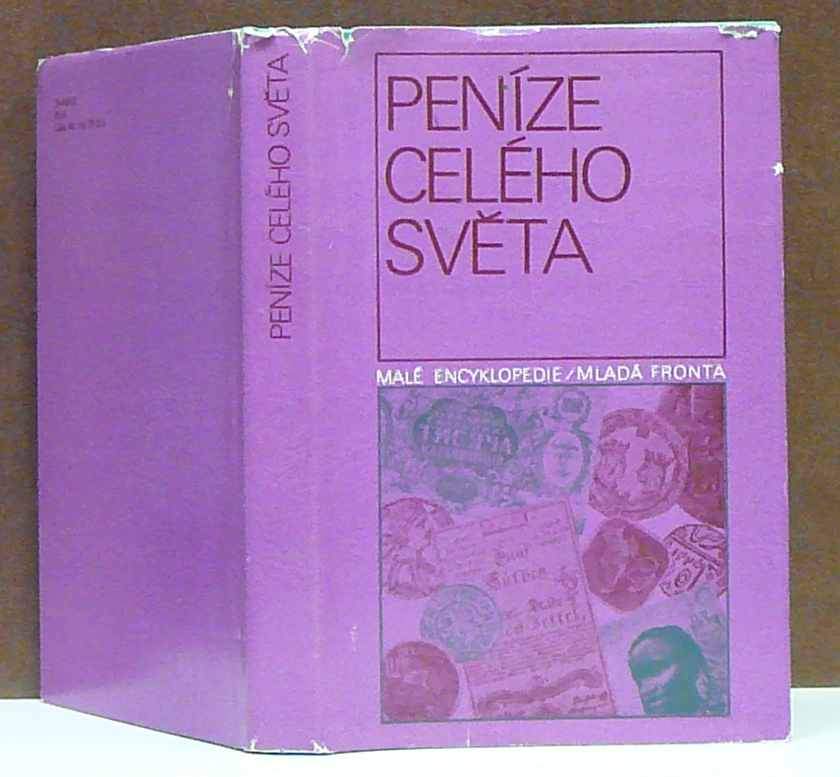 PENÍZE CELÉHO SVĚTA
PENÍZE
CELÉHO
SVĚTA
MALÉ ENCYKLOPEDIE/MLADÁ FRONTA